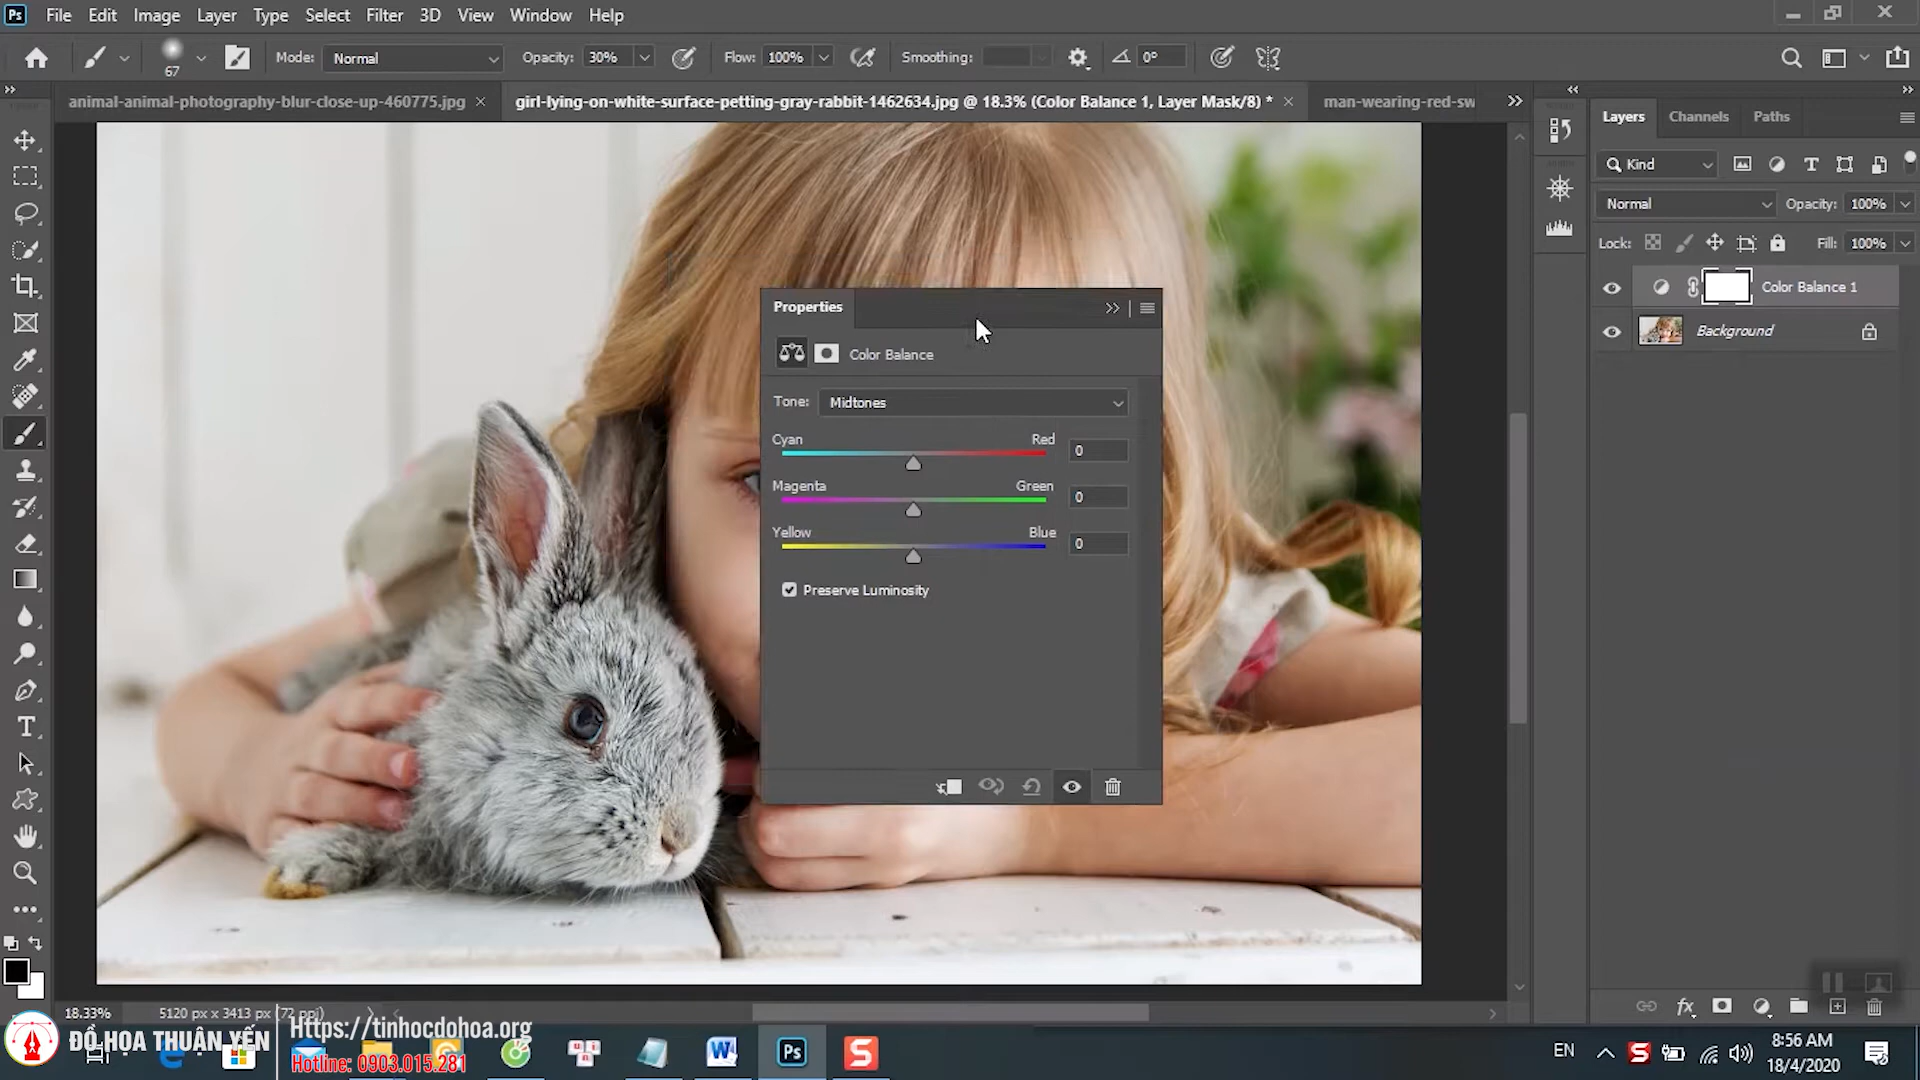 Ps File Edit Image Layer Type Select Filter 3D View Window Help
67 Mode: Normal Opacity: 30% Flow: 100% Smoothing: 0°
animal-animal-photography-blur-close-up-460775.jpg × girl-lying-on-white-surface-petting-gray-rabbit-1462634.jpg @ 18.3% (Color Balance 1, Layer Mask/8) * × man-wearing-red-sw
Layers Channels Paths
Kind
Normal Opacity: 100%
Lock: Fill: 100%
Color Balance 1
Background
Properties
Color Balance
Tone: Midtones
Cyan Red 0
Magenta Green 0
Yellow Blue 0
Preserve Luminosity
18.33% 5120 px x 3413 px (72 ppi)
ĐỒ HỌA THUÂN YẾN
Https://tinhocdohoa.org
Hotline: 0903.015.281
EN
8:56 AM
18/4/2020